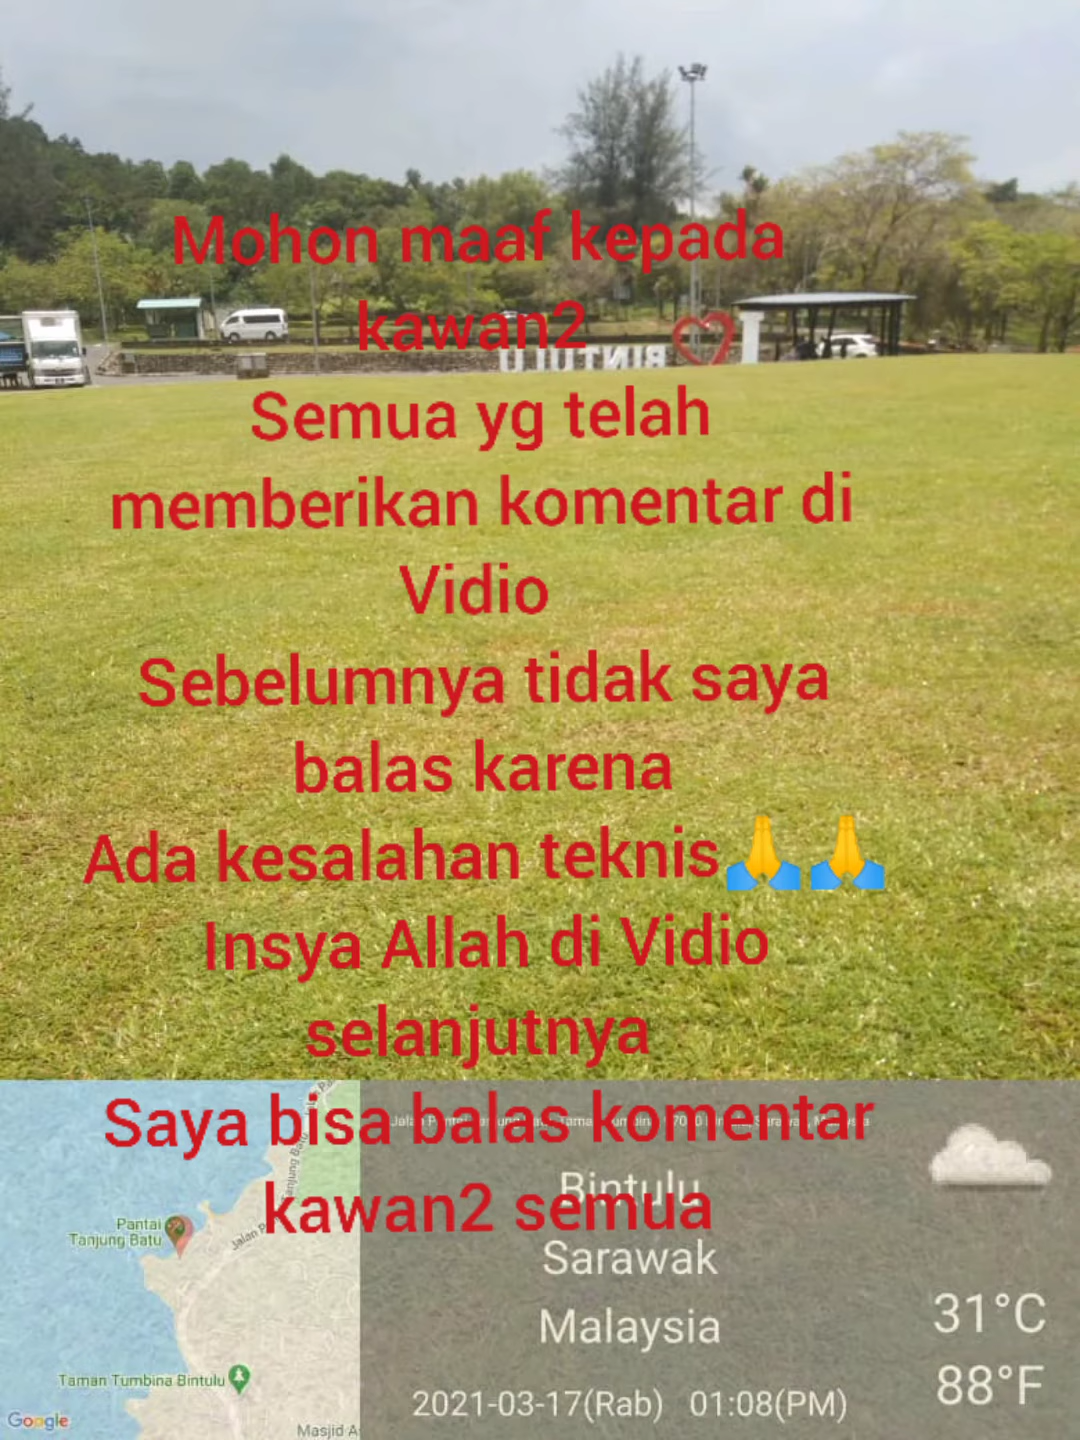 Mohon maaf kepada
kawan2
BINTULU
I
Semua yg telah
memberikan komentar di
Vidio
Sebelumnya tidak saya
balas karena
Ada kesalahan teknis🙏🙏
Insya Allah di Vidio
selanjutnya
Saya bisa balas komentar
kawan2 semua
Bintulu
Sarawak
Malaysia
2021-03-17(Rab) 01:08(PM)
31°C
88°F
Pantai
Tanjung Batu
Taman Tumbina Bintulu
Google
Masjid